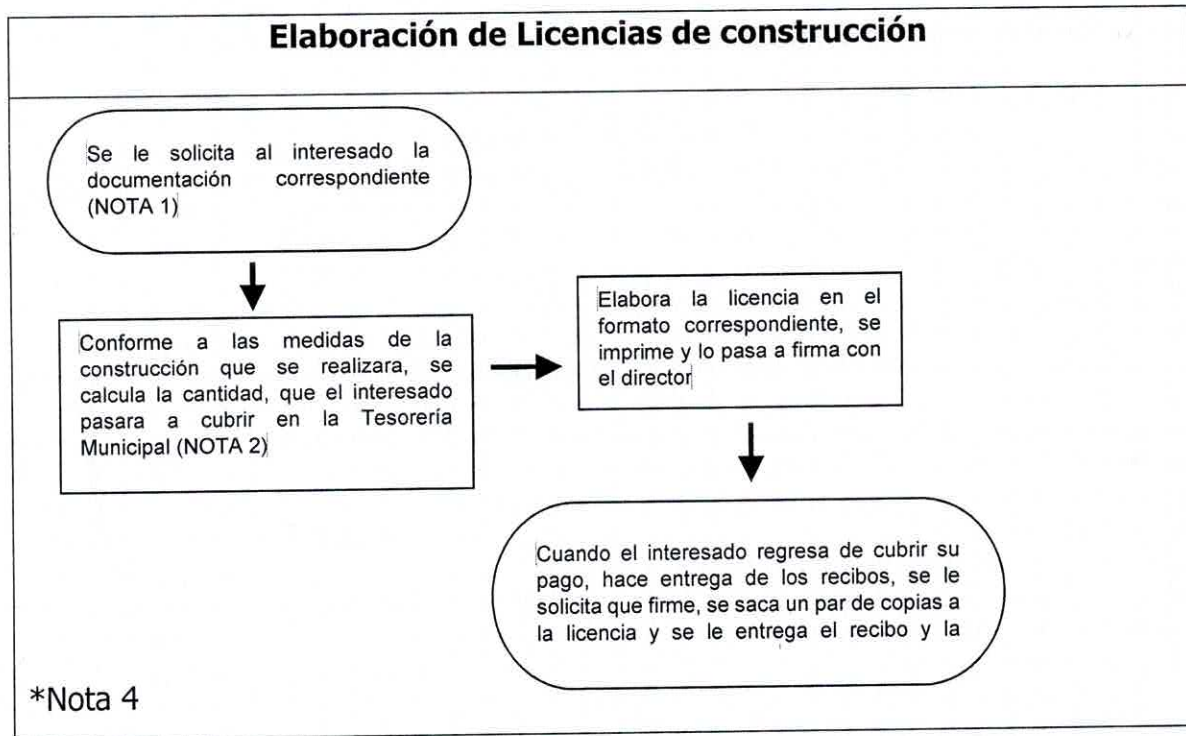 Elaboración de Licencias de construcción
Se le solicita al interesado la
documentación correspondiente
(NOTA 1)
Conforme a las medidas de la
construcción que se realizara, se
calcula la cantidad, que el interesado
pasara a cubrir en la Tesorería
Municipal (NOTA 2)
Elabora la licencia en el
formato correspondiente, se
imprime y lo pasa a firma con
el director
Cuando el interesado regresa de cubrir su
pago, hace entrega de los recibos, se le
solicita que firme, se saca un par de copias a
la licencia y se le entrega el recibo y la
*Nota 4